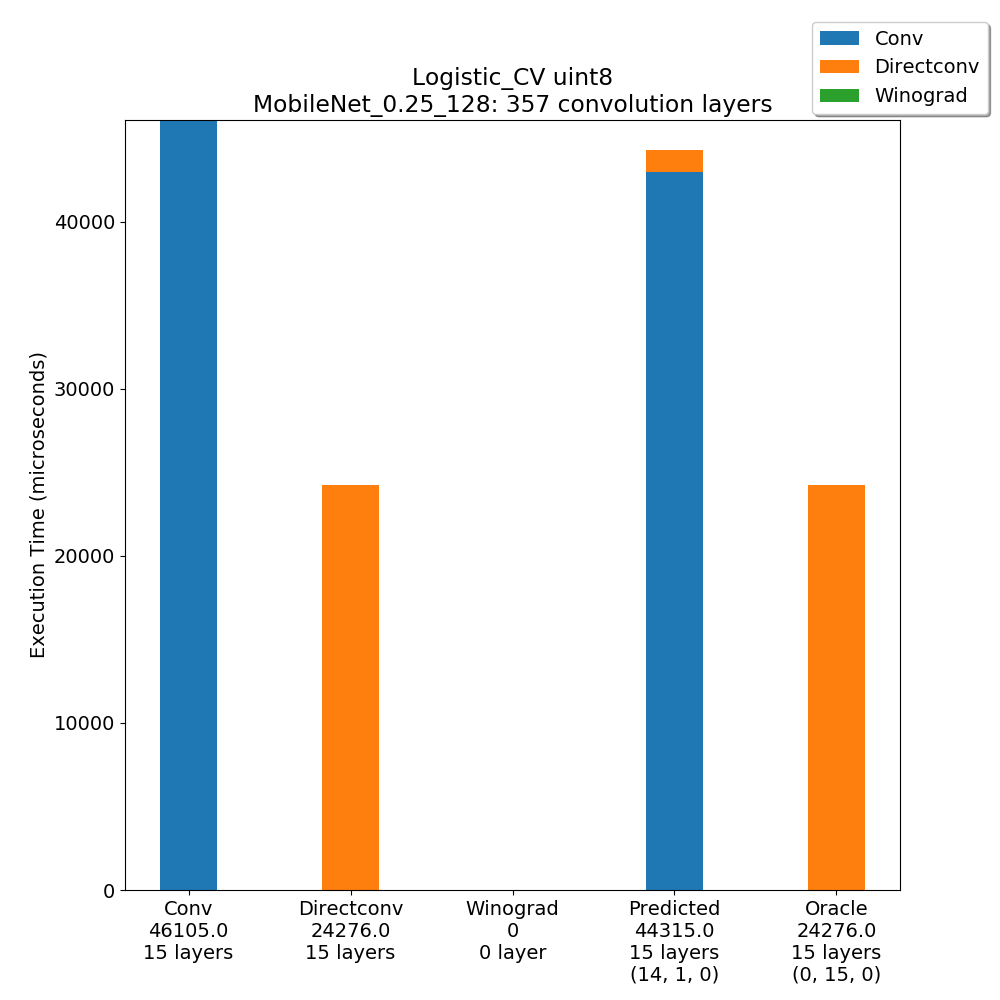 Conv
Directconv
Winograd
Logistic_CV uint8
MobileNet_0.25_128: 357 convolution layers
Execution Time (microseconds)
40000
30000
20000
10000
0
Conv
46105.0
15 layers
Directconv
24276.0
15 layers
Winograd
0
0 layer
Predicted
44315.0
15 layers
(14, 1, 0)
Oracle
24276.0
15 layers
(0, 15, 0)